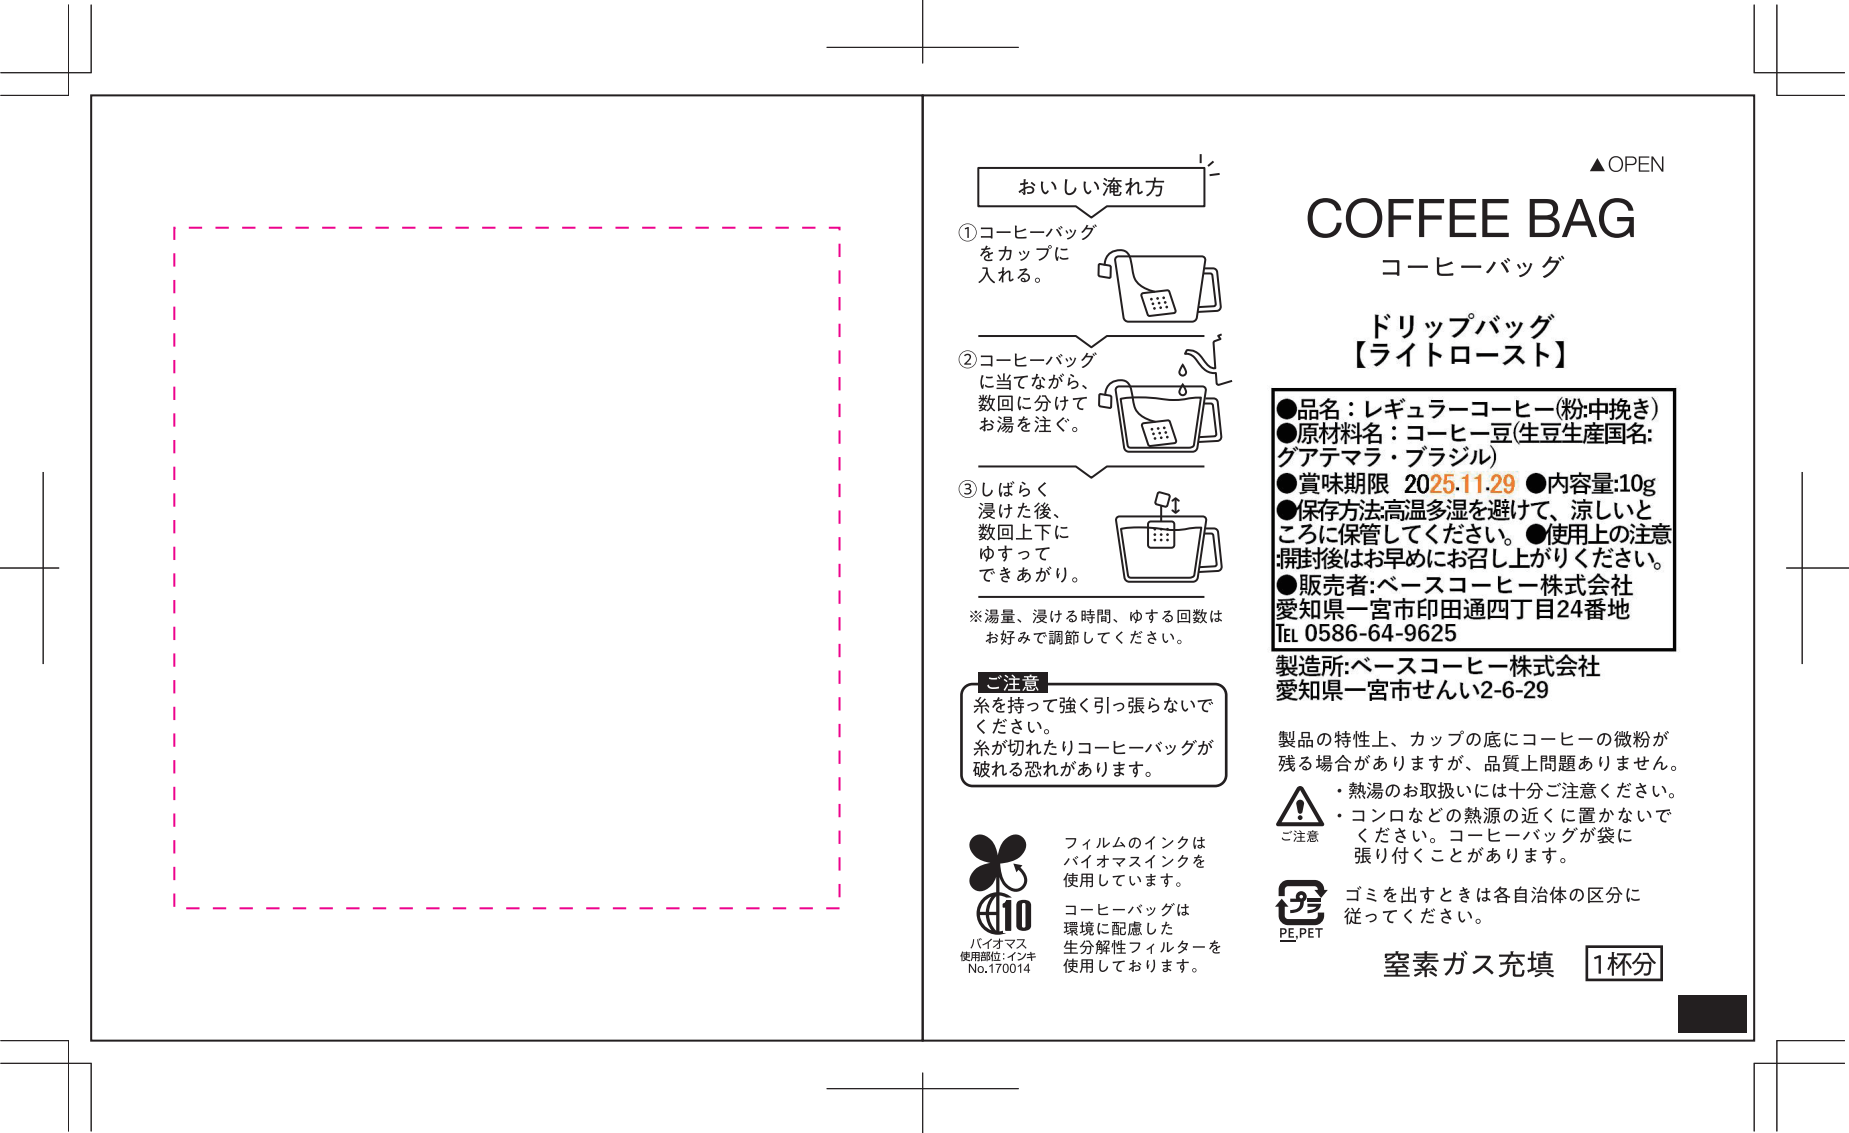 おいしい淹れ方
①コーヒーバッグ
をカップに
入れる。
②コーヒーバッグ
に当てながら、
数回に分けて
お湯を注ぐ。
③しばらく
浸けた後、
数回上下に
ゆすって
できあがり。
※湯量、浸ける時間、ゆする回数は
お好みで調節してください。
ご注意
糸を持って強く引っ張らないで
ください。
糸が切れたりコーヒーバッグが
破れる恐れがあります。
10
バイオマス
使用部位:インキ
No.170014
フィルムのインクは
バイオマスインクを
使用しています。
コーヒーバッグは
環境に配慮した
生分解性フィルターを
使用しております。
▲OPEN
COFFEE BAG
コーヒーバッグ
ドリップバッグ
【ライトロースト】
●品名：レギュラーコーヒー(粉:中挽き)
●原材料名：コーヒー豆(生豆生産国名:
グアテマラ・ブラジル)
●賞味期限 2025.11.29 ●内容量:10g
●保存方法:高温多湿を避けて、涼しいと
ころに保管してください。●使用上の注意
:開封後はお早めにお召し上がりください。
●販売者:ベースコーヒー株式会社
愛知県一宮市印田通四丁目24番地
TEL 0586-64-9625
製造所:ベースコーヒー株式会社
愛知県一宮市せんい2-6-29
製品の特性上、カップの底にコーヒーの微粉が
残る場合がありますが、品質上問題ありません。
ご注意
・熱湯のお取扱いには十分ご注意ください。
・コンロなどの熱源の近くに置かないで
ください。コーヒーバッグが袋に
張り付くことがあります。
プラ
PE,PET
ゴミを出すときは各自治体の区分に
従ってください。
窒素ガス充填 1杯分